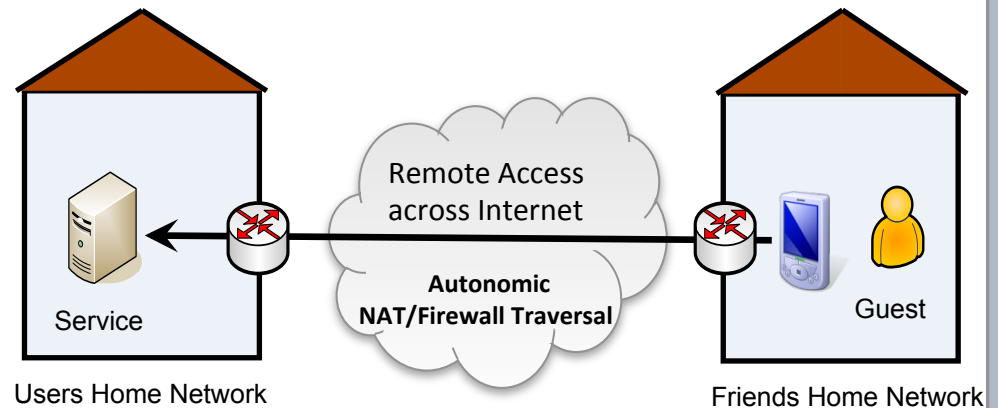 Remote Access
across Internet
Autonomic
NAT/Firewall Traversal
Service
Guest
Users Home Network
Friends Home Network